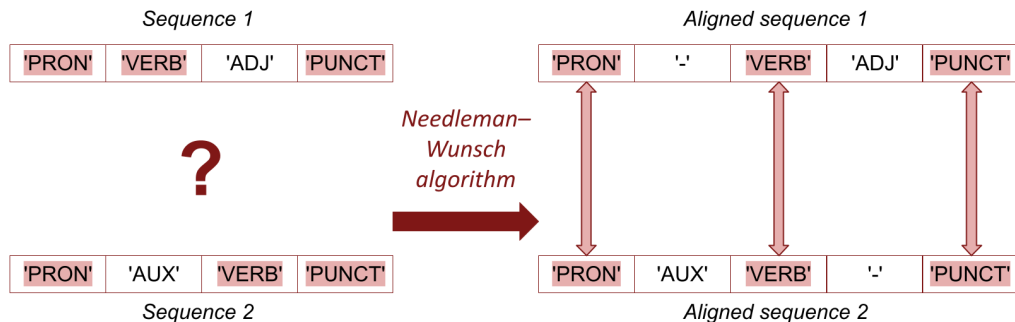 Sequence 1
'PRON' 'VERB' 'ADJ' 'PUNCT'
?
'PRON' 'AUX' 'VERB' 'PUNCT'
Sequence 2
Needleman–
Wunsch
algorithm
Aligned sequence 1
'PRON' '-' 'VERB' 'ADJ' 'PUNCT'
'PRON' 'AUX' 'VERB' '-' 'PUNCT'
Aligned sequence 2